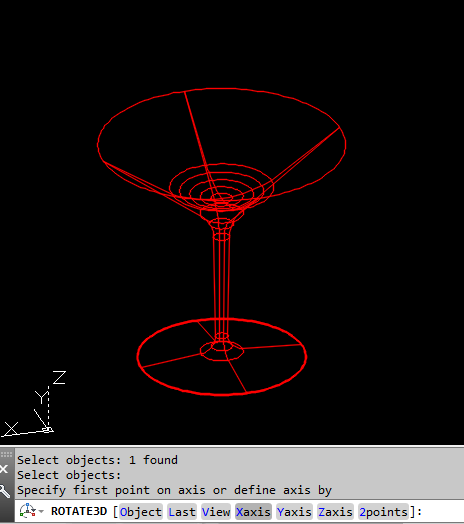 Z
Y
X
Select objects: 1 found
Select objects:
Specify first point on axis or define axis by
ROTATE3D [Object Last View Xaxis Yaxis Zaxis 2points]: